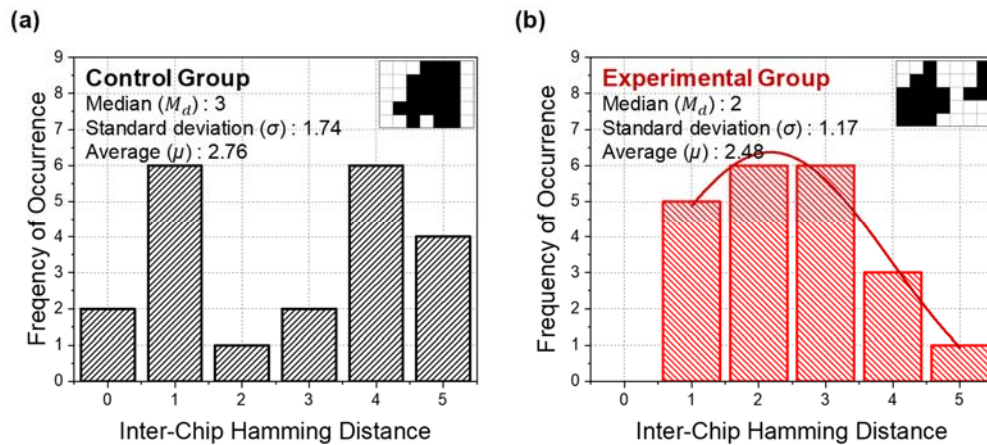 (a)
Control Group
Median (M_d) : 3
Standard deviation (σ) : 1.74
Average (μ) : 2.76
Freqency of Occurrence
9
8
7
6
5
4
3
2
1
0
0 1 2 3 4 5
Inter-Chip Hamming Distance
(b)
Experimental Group
Median (M_d) : 2
Standard deviation (σ) : 1.17
Average (μ) : 2.48
Frequency of Occurrence
9
8
7
6
5
4
3
2
1
0
0 1 2 3 4 5
Inter-Chip Hamming Distance